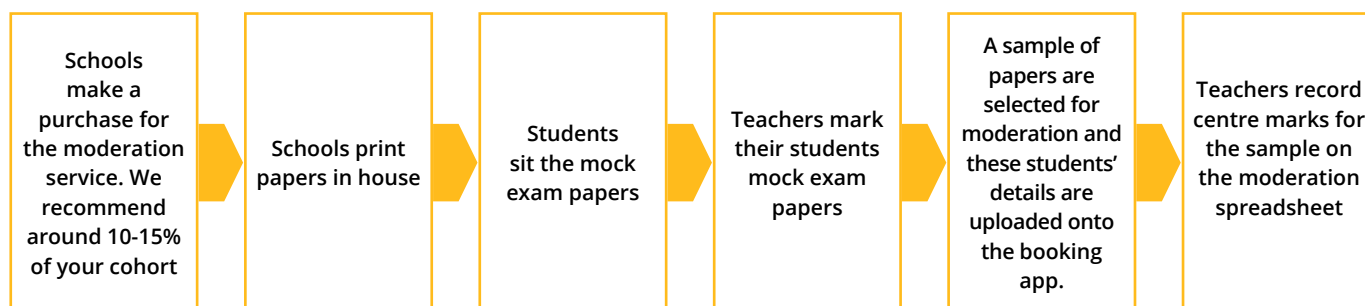 Schools
make a
purchase for
the moderation
service. We
recommend
around 10-15%
of your cohort
Schools print
papers in house
Students
sit the mock
exam papers
Teachers mark
their students
mock exam
papers
A sample of
papers are
selected for
moderation and
these students’
details are
uploaded onto
the booking
app.
Teachers record
centre marks for
the sample on
the moderation
spreadsheet